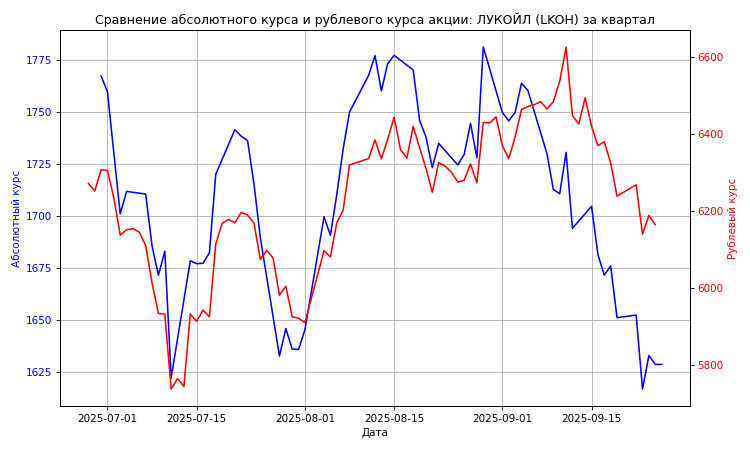 Сравнение абсолютного курса и рублевого курса акции: ЛУКОЙЛ (LKOH) за квартал
1775
1750
1725
1700
1675
1650
1625
Абсолютный курс
6600
6400
6200
6000
5800
Рублевый курс
2025-07-01 2025-07-15 2025-08-01 2025-08-15 2025-09-01 2025-09-15
Дата